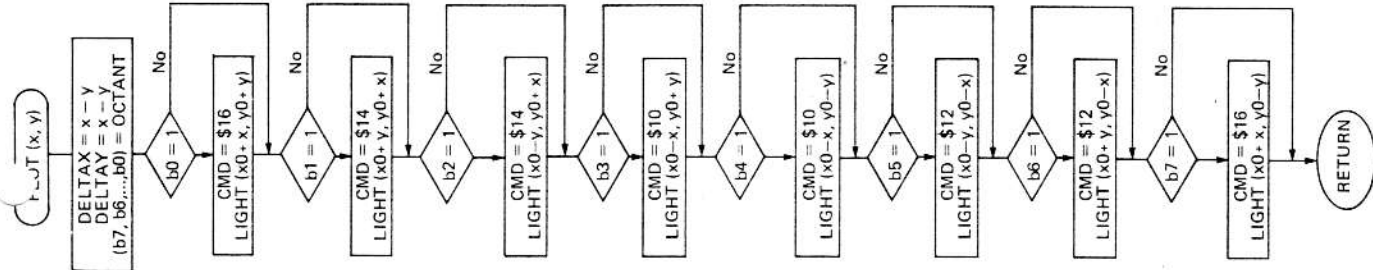 PLOT (x, y)
DELTAX = x – y
DELTAY = x – y
(b7, b6,...,b0) = OCTANT
b0 = 1
No
CMD = $16
LIGHT (x0+ x, y0+ y)
b1 = 1
No
CMD = $14
LIGHT (x0+ y, y0+ x)
b2 = 1
No
CMD = $14
LIGHT (x0–y, y0+ x)
b3 = 1
No
CMD = $10
LIGHT (x0–x, y0+ y)
b4 = 1
No
CMD = $10
LIGHT (x0–x, y0–y)
b5 = 1
No
CMD = $12
LIGHT (x0–y, y0–x)
b6 = 1
No
CMD = $12
LIGHT (x0+ y, y0–x)
b7 = 1
No
CMD = $16
LIGHT (x0+ x, y0–y)
RETURN